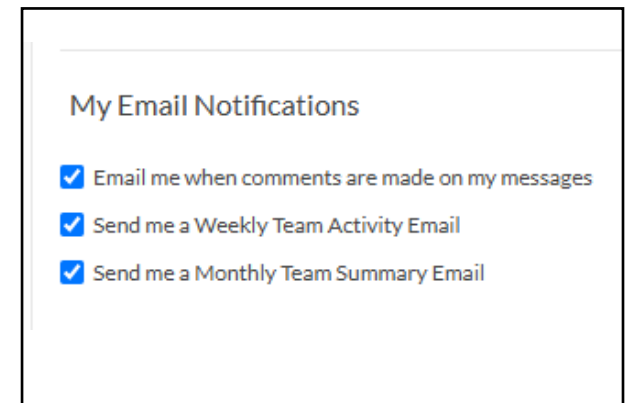 My Email Notifications
Email me when comments are made on my messages
Send me a Weekly Team Activity Email
Send me a Monthly Team Summary Email